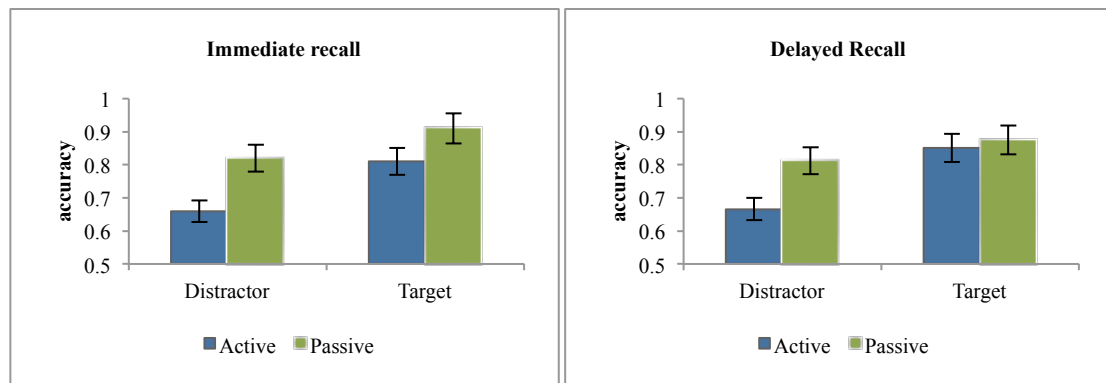 Immediate recall
accuracy
1
0.9
0.8
0.7
0.6
0.5
Distractor Target
Active Passive
Delayed Recall
accuracy
1
0.9
0.8
0.7
0.6
0.5
Distractor Target
Active Passive